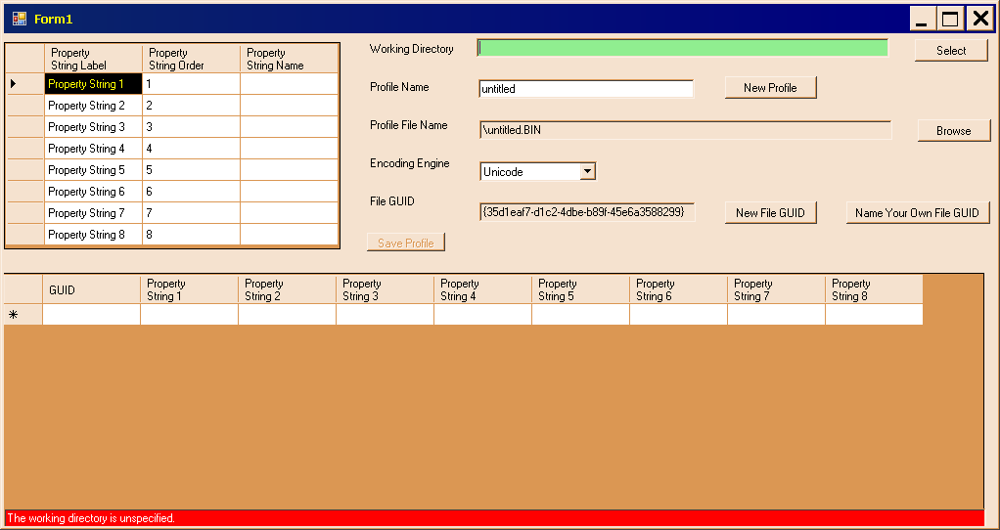 Form1
Property String Label Property String Order Property String Name
Property String 1 1
Property String 2 2
Property String 3 3
Property String 4 4
Property String 5 5
Property String 6 6
Property String 7 7
Property String 8 8
Working Directory Select
Profile Name untitled New Profile
Profile File Name \untitled.BIN Browse
Encoding Engine Unicode
File GUID {35d1eaf7-d1c2-4dbe-b89f-45e6a3588299} New File GUID Name Your Own File GUID
Save Profile
GUID Property String 1 Property String 2 Property String 3 Property String 4 Property String 5 Property String 6 Property String 7 Property String 8
The working directory is unspecified.